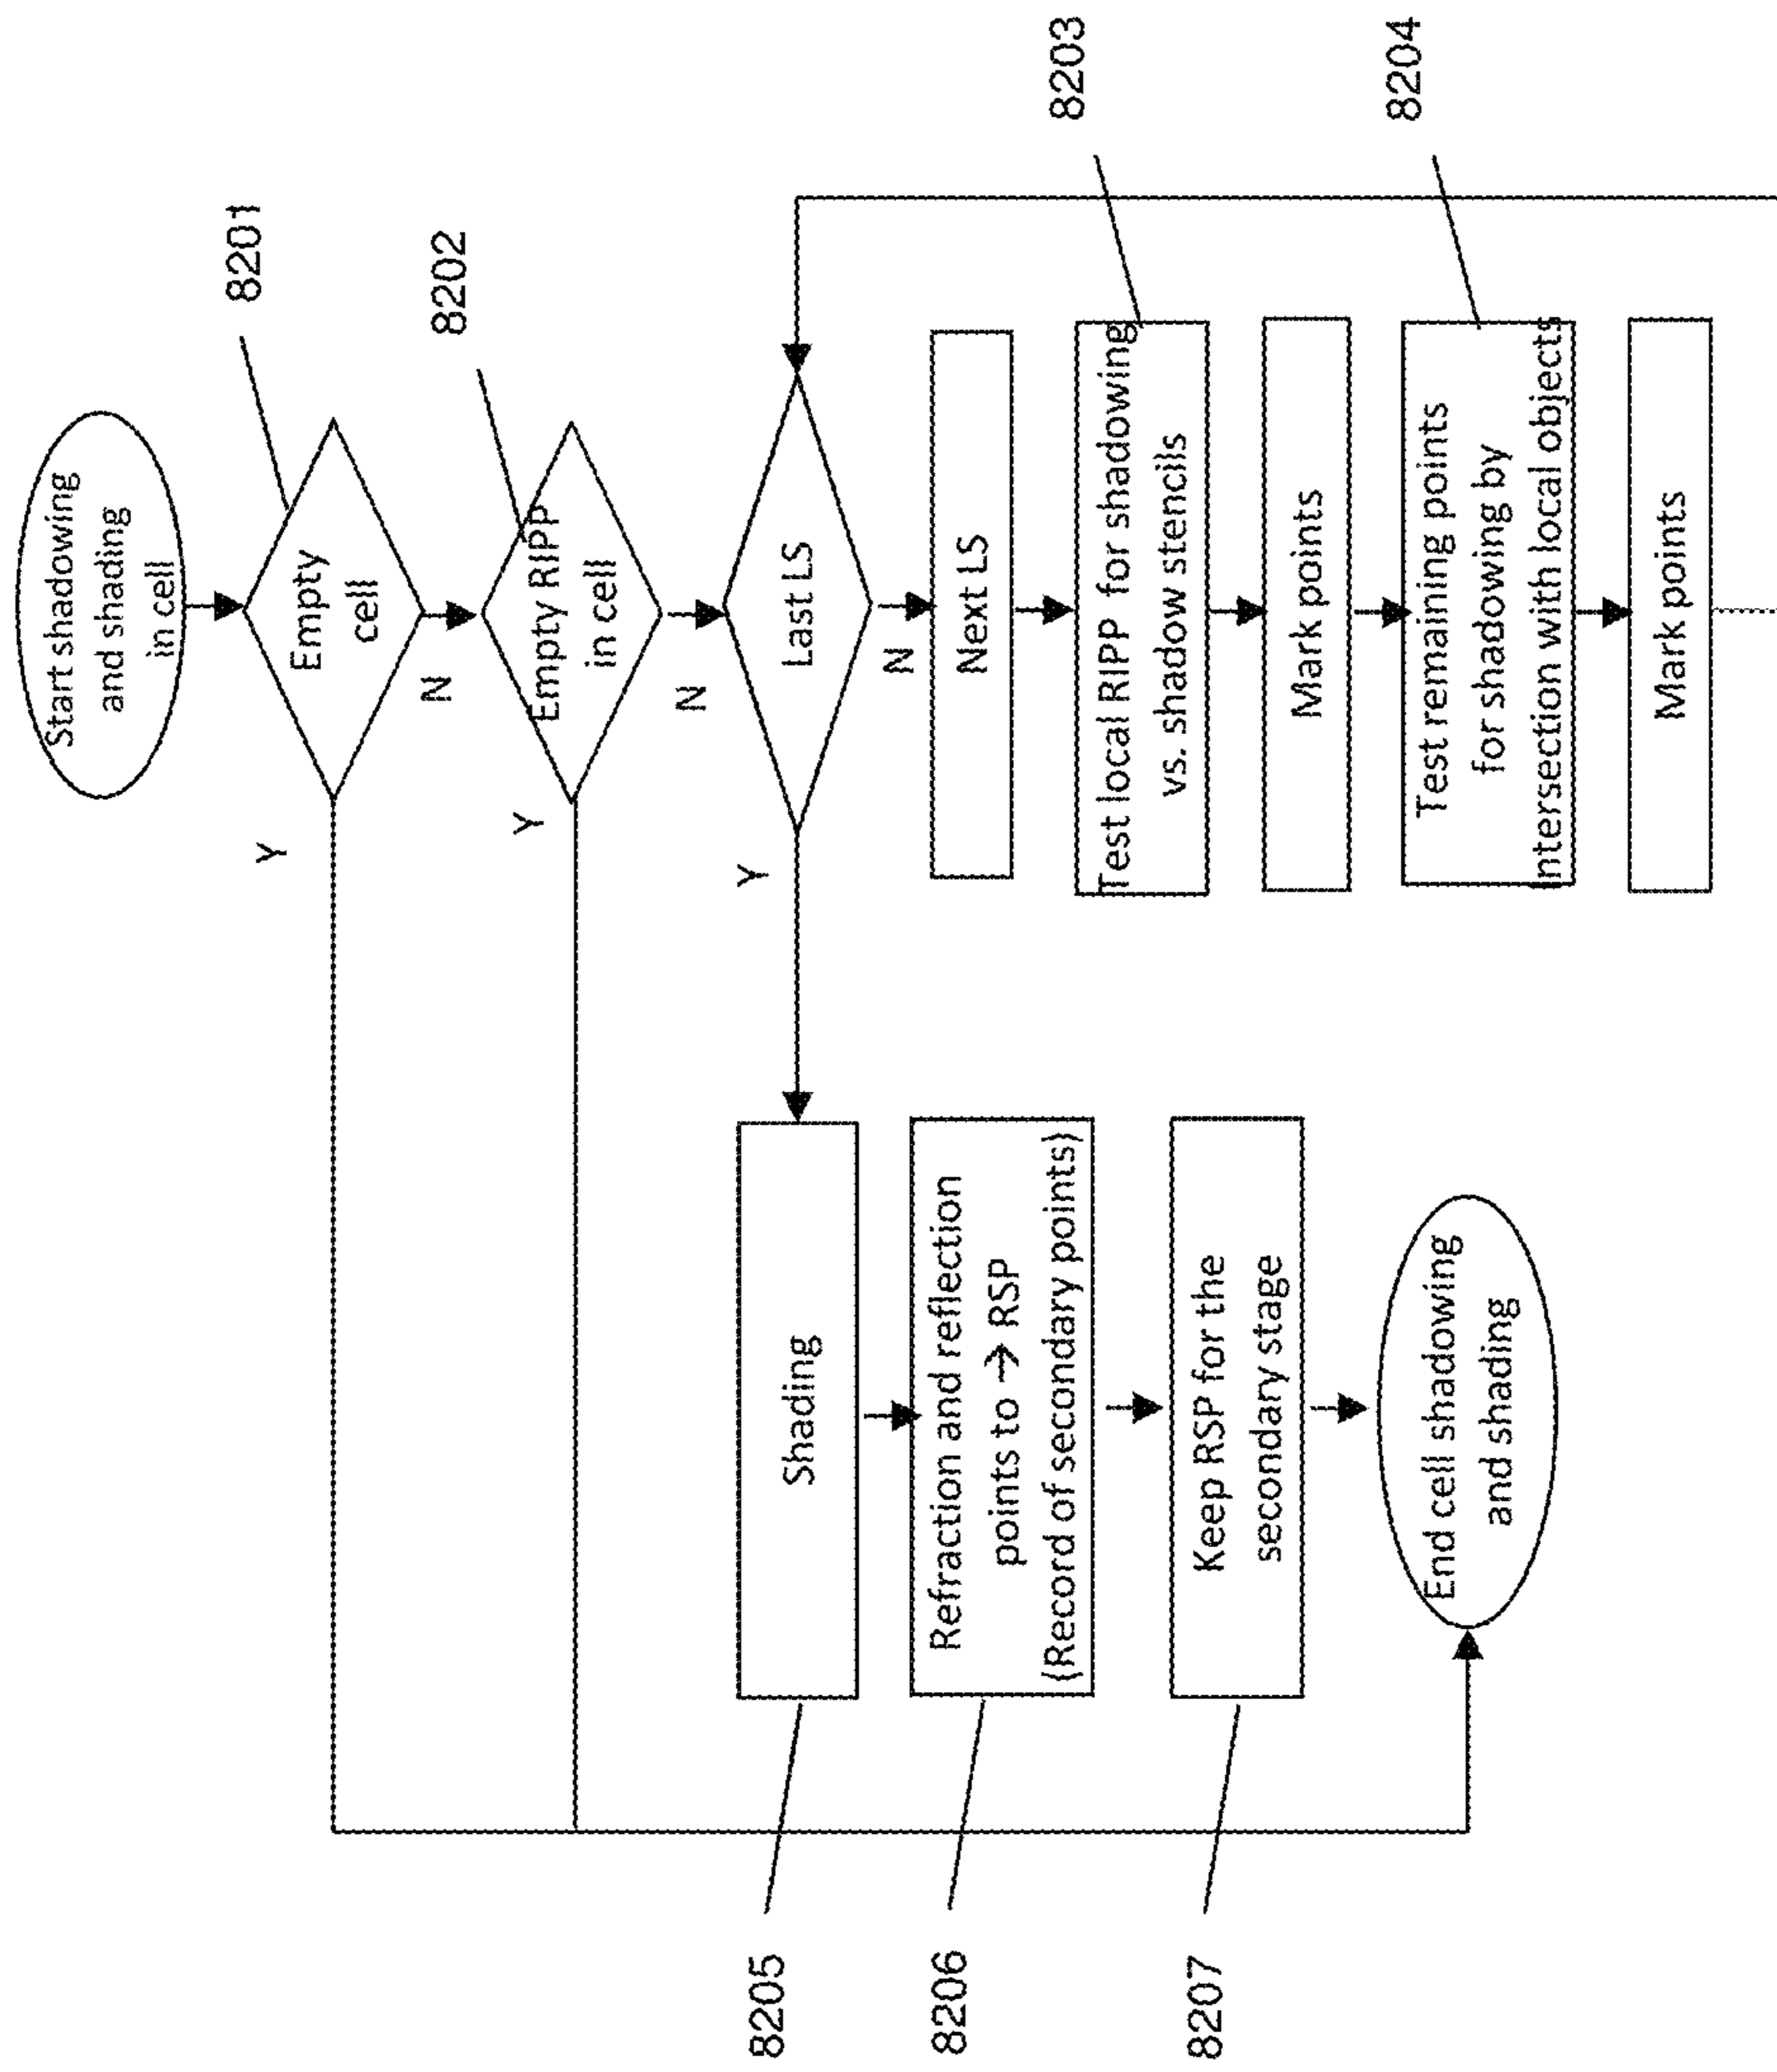 Start shadowing
and shading
in cell
8201
Empty
cell
Y
N
8202
Empty RIPP
in cell
Y
N
Last LS
Y
N
Next LS
8203
Test local RIPP for shadowing
vs. shadow stencils
Mark points
8204
Test remaining points
for shadowing by
Intersection with local objects
Mark points
8205
Shading
8206
Refraction and reflection
points to → RSP
(Record of secondary points)
8207
Keep RSP for the
secondary stage
End cell shadowing
and shading